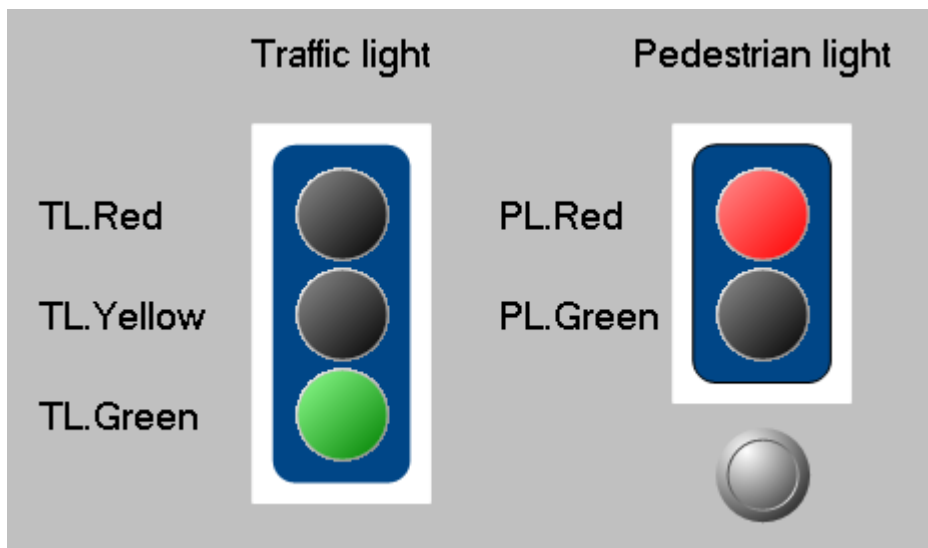 Traffic light
Pedestrian light
TL.Red
PL.Red
TL.Yellow
PL.Green
TL.Green